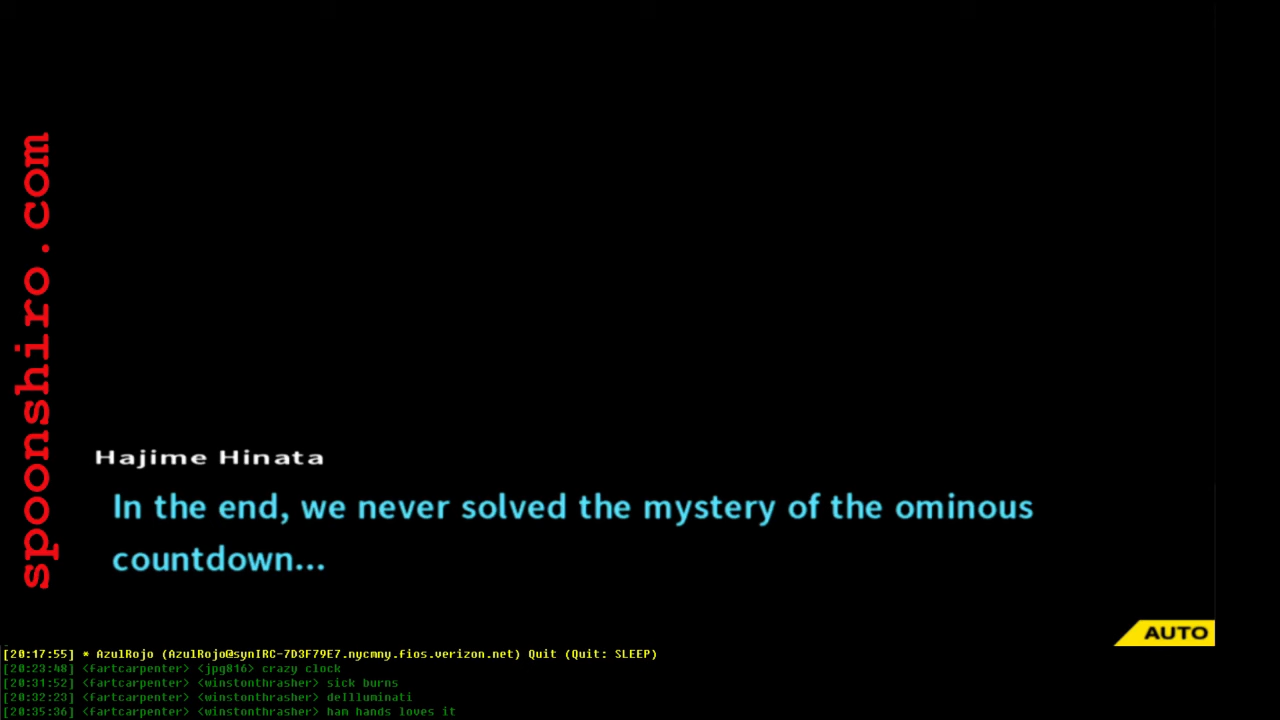 spoonshiro.com
Hajime Hinata
In the end, we never solved the mystery of the ominous
countdown...
AUTO
[20:17:55] * AzulRojo (AzulRojo@synIRC-7D3F79E7.nycmny.fios.verizon.net) Quit (Quit: SLEEP)
[20:23:48] <fartcarpenter> <jpg816> crazy clock
[20:31:52] <fartcarpenter> <winstonthrasher> sick burns
[20:32:23] <fartcarpenter> <winstonthrasher> deIlluminati
[20:35:36] <fartcarpenter> <winstonthrasher> ham hands loves it